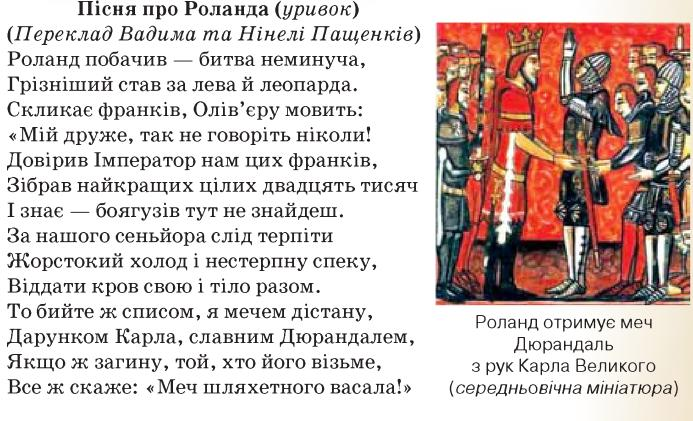 Пісня про Роланда (уривок)
(Переклад Вадима та Нінелі Пащенків)
Роланд побачив — битва неминуча,
Грізніший став за лева й леопарда.
Скликає франків, Олів’єру мовить:
«Мій друже, так не говоріть ніколи!
Довірив Імператор нам цих франків,
Зібрав найкращих цілих двадцять тисяч
І знає — боягузів тут не знайдеш.
За нашого сеньйора слід терпіти
Жорстокий холод і нестерпну спеку,
Віддати кров свою і тіло разом.
То бийте ж списом, я мечем дістану,
Дарунком Карла, славним Дюрандалем,
Якщо ж загину, той, хто його візьме,
Все ж скаже: «Меч шляхетного васала!»
Роланд отримує меч
Дюрандаль
з рук Карла Великого
(середньовічна мініатюра)